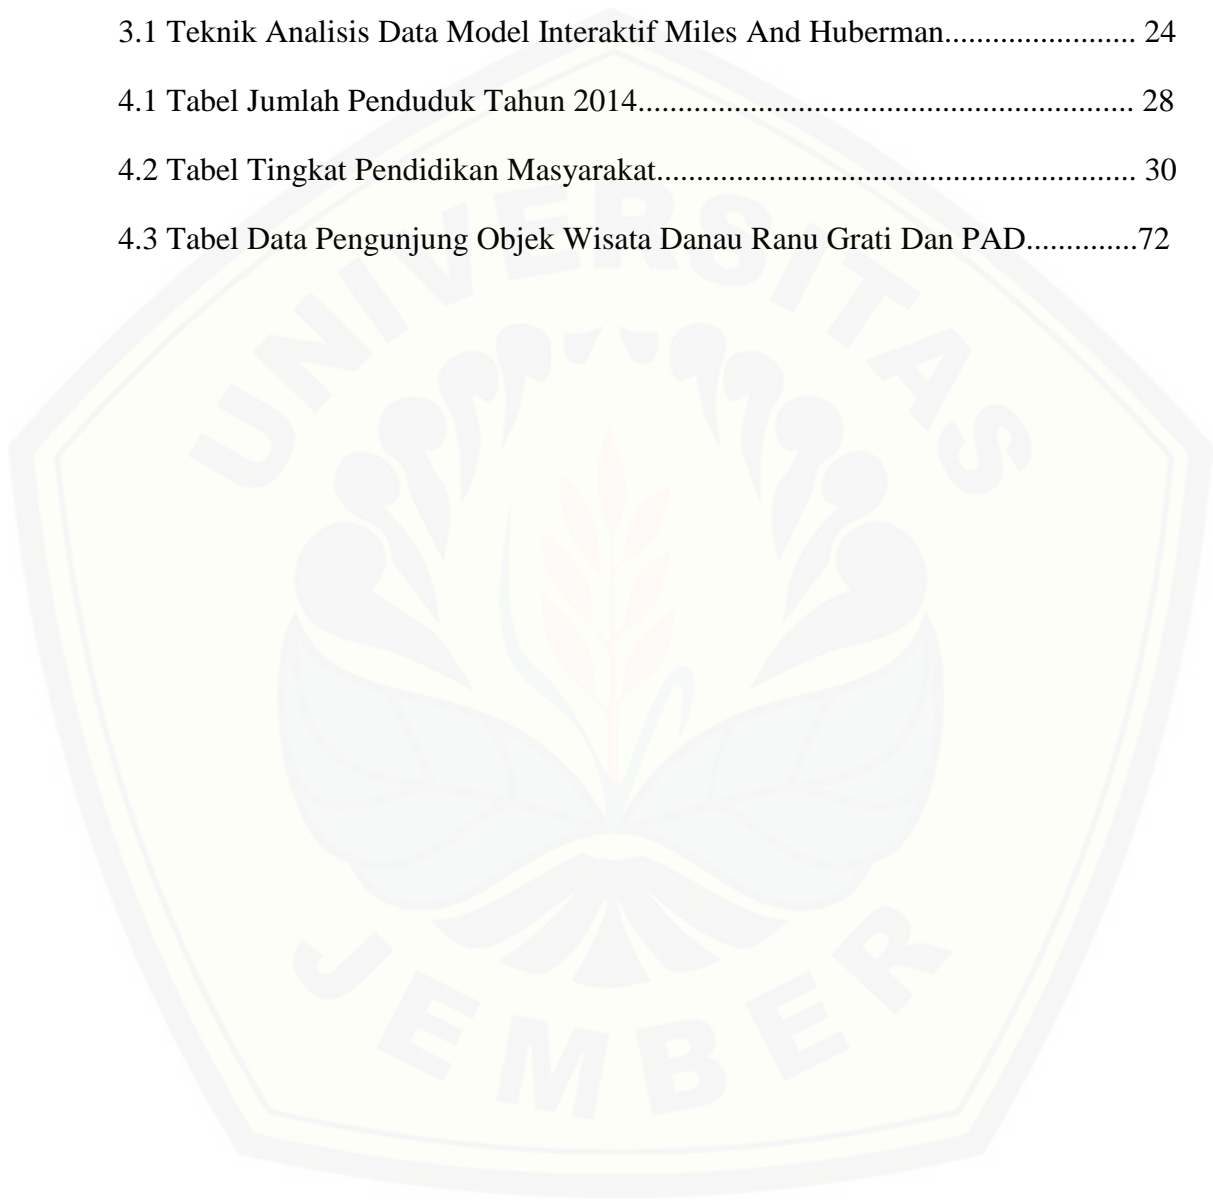 3.1 Teknik Analisis Data Model Interaktif Miles And Huberman........................ 24
4.1 Tabel Jumlah Penduduk Tahun 2014.............................................................. 28
4.2 Tabel Tingkat Pendidikan Masyarakat............................................................ 30
4.3 Tabel Data Pengunjung Objek Wisata Danau Ranu Grati Dan PAD..............72
UNIVERSITAS
JEMBER